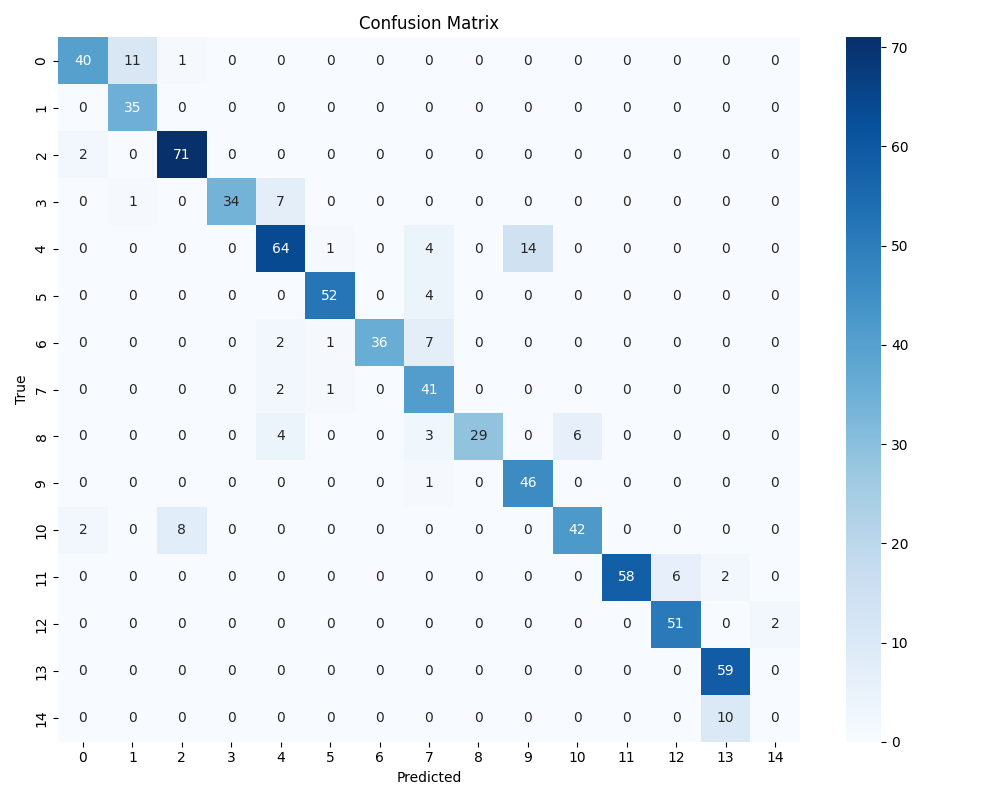 Confusion Matrix
0 40 11 1 0 0 0 0 0 0 0 0 0 0 0 0
1 0 35 0 0 0 0 0 0 0 0 0 0 0 0 0
2 2 0 71 0 0 0 0 0 0 0 0 0 0 0 0
3 0 1 0 34 7 0 0 0 0 0 0 0 0 0 0
4 0 0 0 0 64 1 0 4 0 14 0 0 0 0 0
5 0 0 0 0 0 52 0 4 0 0 0 0 0 0 0
6 0 0 0 0 2 1 36 7 0 0 0 0 0 0 0
True
7 0 0 0 0 2 1 0 41 0 0 0 0 0 0 0
8 0 0 0 0 4 0 0 3 29 0 6 0 0 0 0
9 0 0 0 0 0 0 0 1 0 46 0 0 0 0 0
10 2 0 8 0 0 0 0 0 0 0 42 0 0 0 0
11 0 0 0 0 0 0 0 0 0 0 0 58 6 2 0
12 0 0 0 0 0 0 0 0 0 0 0 0 51 0 2
13 0 0 0 0 0 0 0 0 0 0 0 0 0 59 0
14 0 0 0 0 0 0 0 0 0 0 0 0 0 10 0
0 1 2 3 4 5 6 7 8 9 10 11 12 13 14
Predicted
70
60
50
40
30
20
10
0